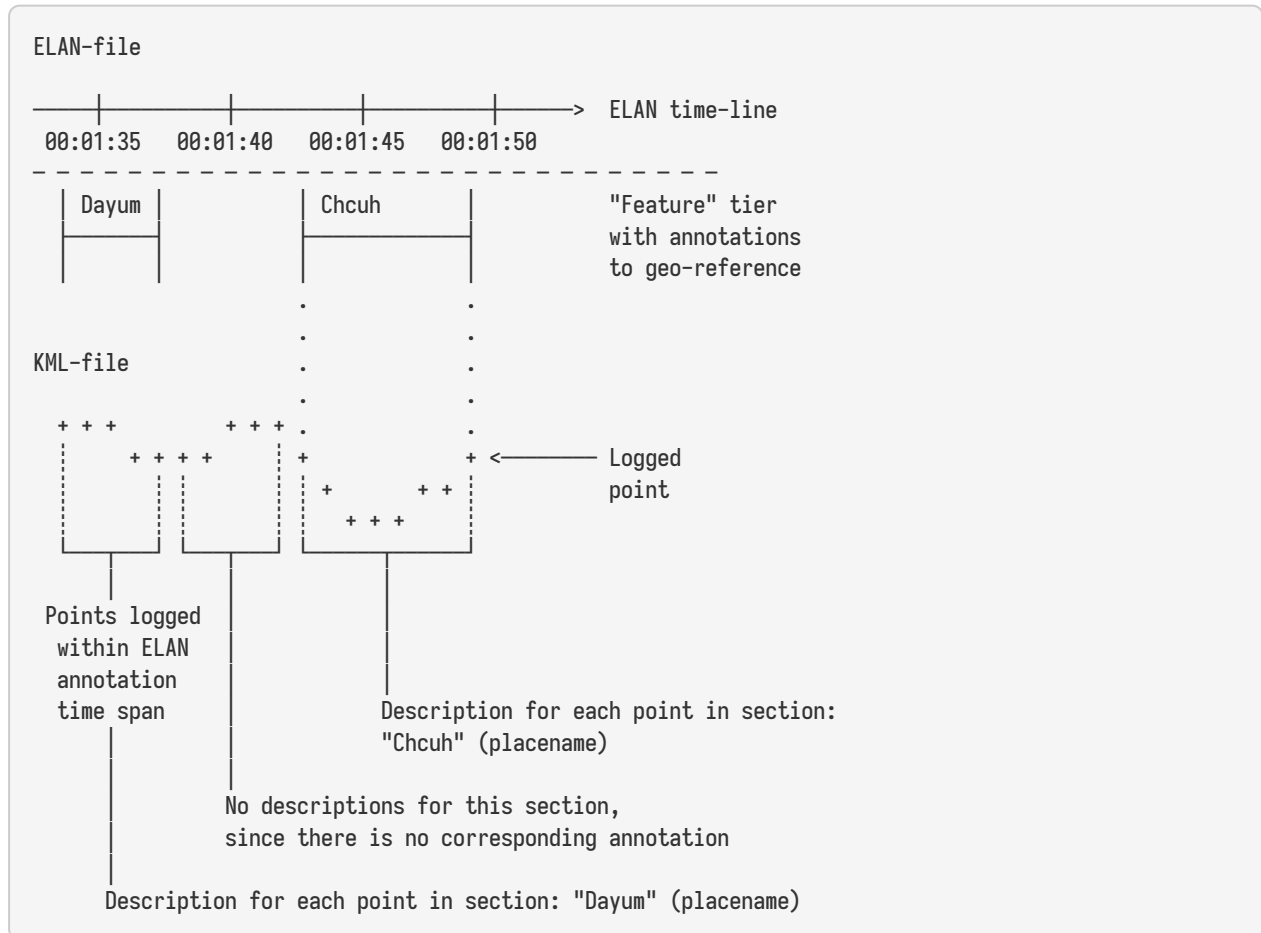 ELAN-file
ELAN time-line
00:01:35 00:01:40 00:01:45 00:01:50
Dayum Chcuh "Feature" tier
with annotations
to geo-reference
KML-file
Logged
point
Points logged
within ELAN
annotation
time span
Description for each point in section:
"Chcuh" (placename)
No descriptions for this section,
since there is no corresponding annotation
Description for each point in section: "Dayum" (placename)